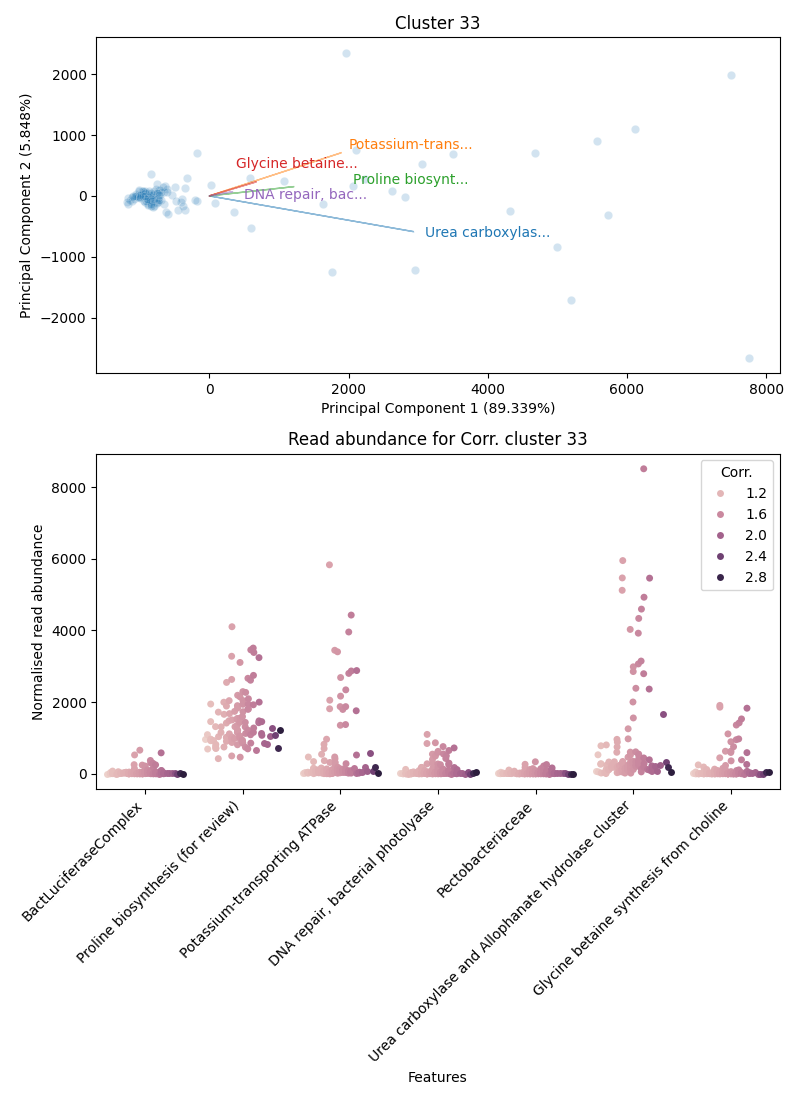 Cluster 33
Principal Component 2 (5.848%)
2000
1000
0
−1000
−2000
Potassium-trans...
Glycine betaine...
Proline biosynt...
DNA repair, bac...
Urea carboxylas...
0 2000 4000 6000 8000
Principal Component 1 (89.339%)
Read abundance for Corr. cluster 33
Normalised read abundance
8000
6000
4000
2000
0
Corr.
1.2
1.6
2.0
2.4
2.8
BactLuciferaseComplex
Proline biosynthesis (for review)
Potassium-transporting ATPase
DNA repair, bacterial photolyase
Pectobacteriaceae
Urea carboxylase and Allophanate hydrolase cluster
Glycine betaine synthesis from choline
Features